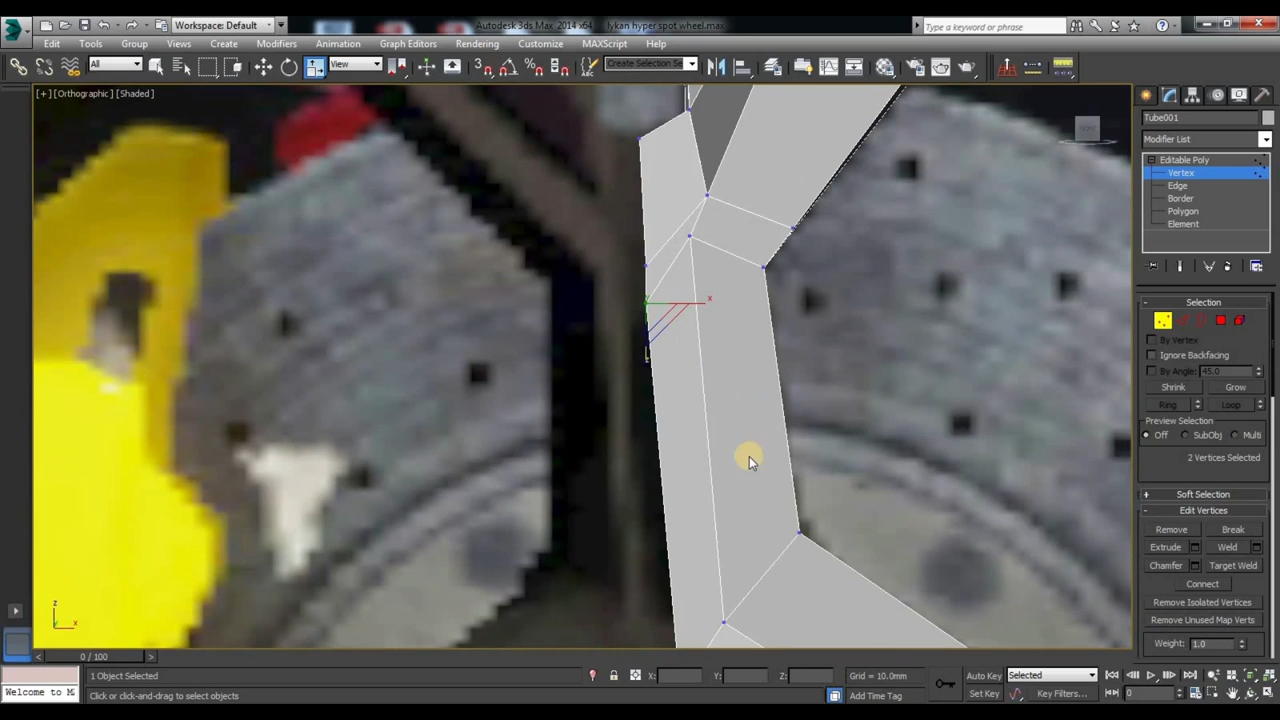 Workspace: Default
Autodesk 3ds Max 2014 x64
lykan hyper spot wheel.max
Type a keyword or phrase
Edit Tools Group Views Create Modifiers Animation Graph Editors Rendering Customize MAXScript Help
All
View
Create Selection Se
[+] [Orthographic] [Shaded]
Tube001
Modifier List
Editable Poly
Vertex
Edge
Border
Polygon
Element
x
Selection
By Vertex
Ignore Backfacing
By Angle: 45.0
Shrink Grow
Ring Loop
Preview Selection
Off SubObj Multi
2 Vertices Selected
Soft Selection
Edit Vertices
Remove Break
Extrude Weld
Chamfer Target Weld
Connect
Remove Isolated Vertices
Remove Unused Map Verts
Weight: 1.0
z
x
0 / 100
1 Object Selected
X: Y: Z: Grid = 10.0mm
Auto Key Selected
Welcome to M
Click or click-and-drag to select objects
Add Time Tag
Set Key Key Filters...
0